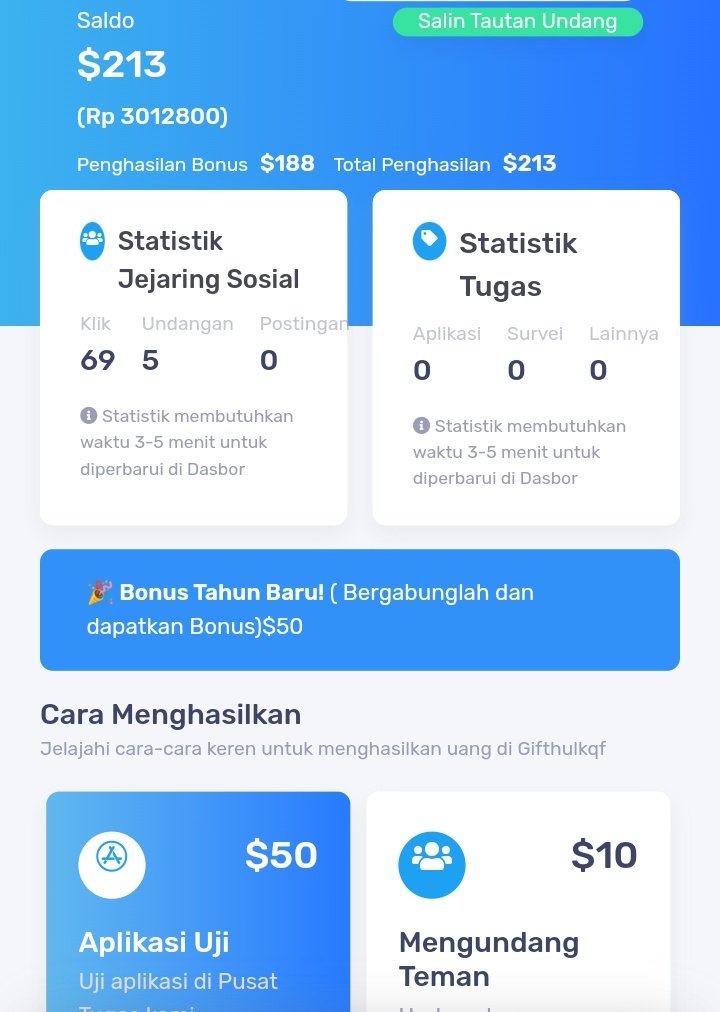 Saldo
Salin Tautan Undang
$213
(Rp 3012800)
Penghasilan Bonus $188 Total Penghasilan $213
Statistik
Jejaring Sosial
Klik Undangan Postingan
69 5 0
Statistik membutuhkan
waktu 3-5 menit untuk
diperbarui di Dasbor
Statistik
Tugas
Aplikasi Survei Lainnya
0 0 0
Statistik membutuhkan
waktu 3-5 menit untuk
diperbarui di Dasbor
🎉 Bonus Tahun Baru! ( Bergabunglah dan
dapatkan Bonus)$50
Cara Menghasilkan
Jelajahi cara-cara keren untuk menghasilkan uang di Gifthulkqf
$50
Aplikasi Uji
Uji aplikasi di Pusat
Tugas kami
$10
Mengundang
Teman